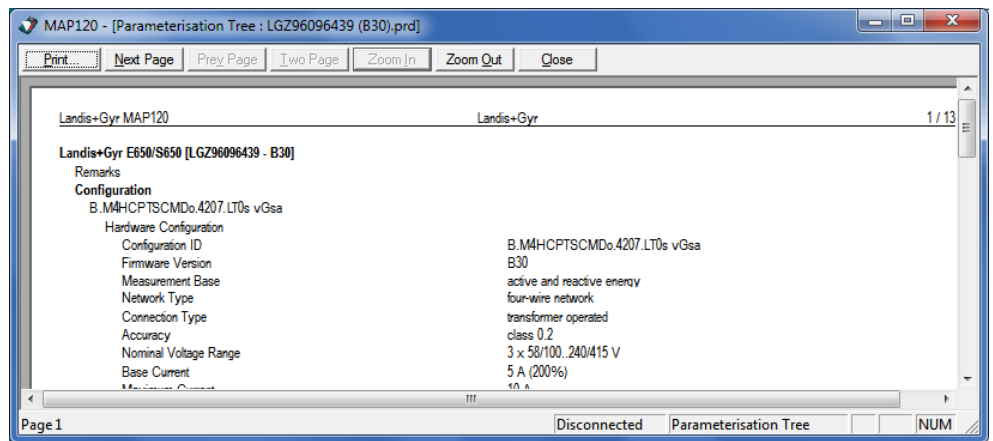 MAP120 - [Parameterisation Tree : LGZ96096439 (B30).prd]
Print... Next Page Prev Page Two Page Zoom In Zoom Out Close
Landis+Gyr MAP120 Landis+Gyr 1 / 13
Landis+Gyr E650/S650 [LGZ96096439 - B30]
Remarks
Configuration
B.M4HCPTSCMDo.4207.LT0s vGsa
Hardware Configuration
Configuration ID B.M4HCPTSCMDo.4207.LT0s vGsa
Firmware Version B30
Measurement Base active and reactive energy
Network Type four-wire network
Connection Type transformer operated
Accuracy class 0.2
Nominal Voltage Range 3 x 58/100..240/415 V
Base Current 5 A (200%)
Maximum Current 10 A
Page 1 Disconnected Parameterisation Tree NUM